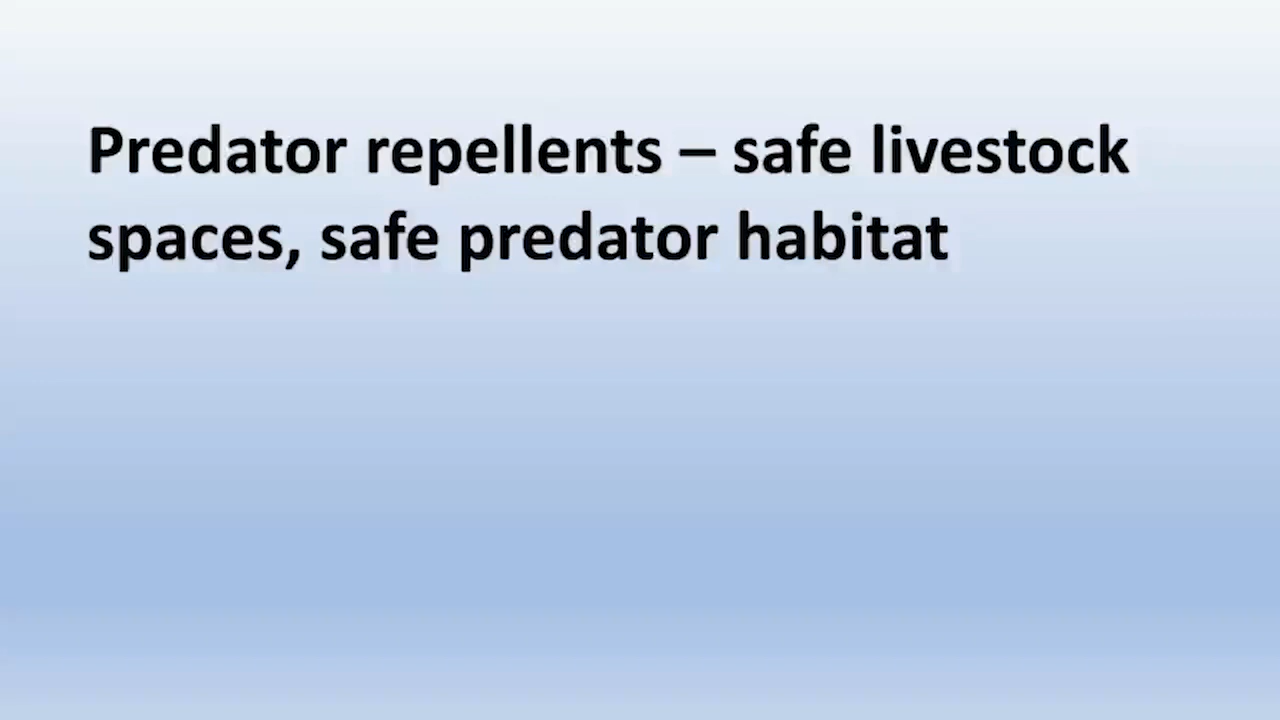 Predator repellents – safe livestock
spaces, safe predator habitat